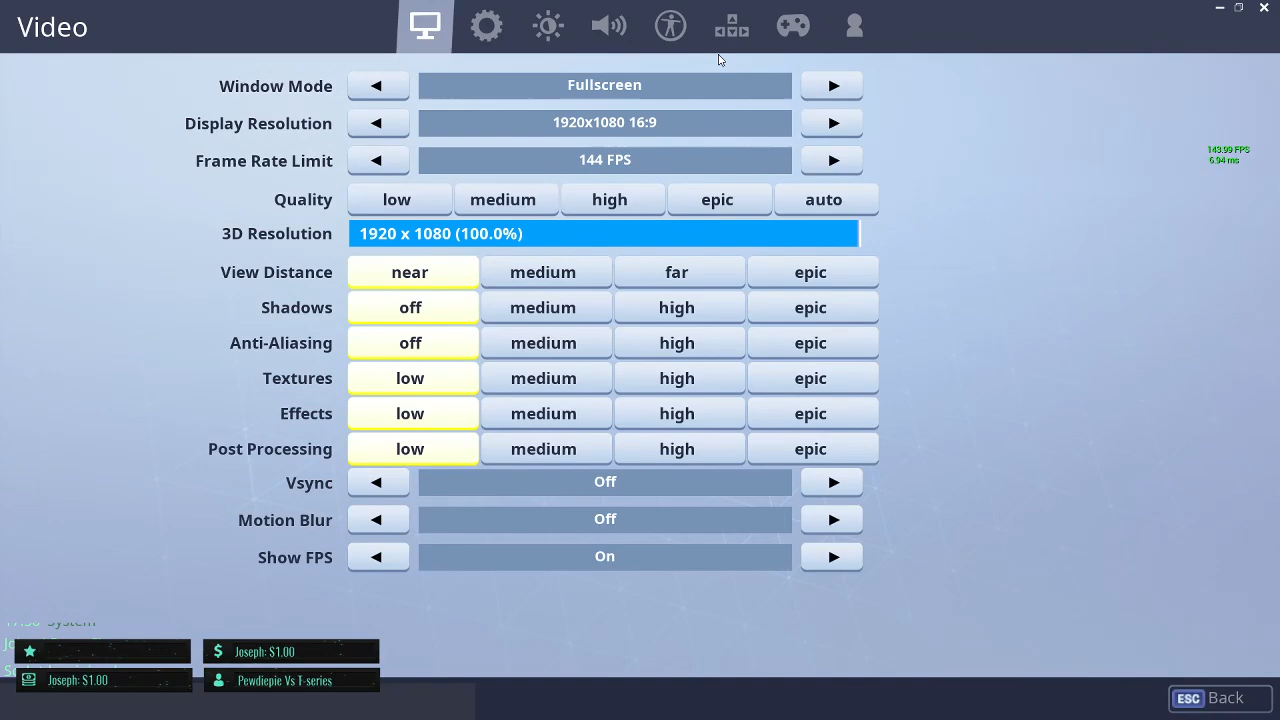 Video
143.99 FPS
6.94 ms
Window Mode ◀ Fullscreen ▶
Display Resolution ◀ 1920x1080 16:9 ▶
Frame Rate Limit ◀ 144 FPS ▶
Quality low medium high epic auto
3D Resolution 1920 x 1080 (100.0%)
View Distance near medium far epic
Shadows off medium high epic
Anti-Aliasing off medium high epic
Textures low medium high epic
Effects low medium high epic
Post Processing low medium high epic
Vsync ◀ Off ▶
Motion Blur ◀ Off ▶
Show FPS ◀ On ▶
System
$ Joseph: $1.00
Joseph: $1.00 Pewdiepie Vs T-series
ESC Back